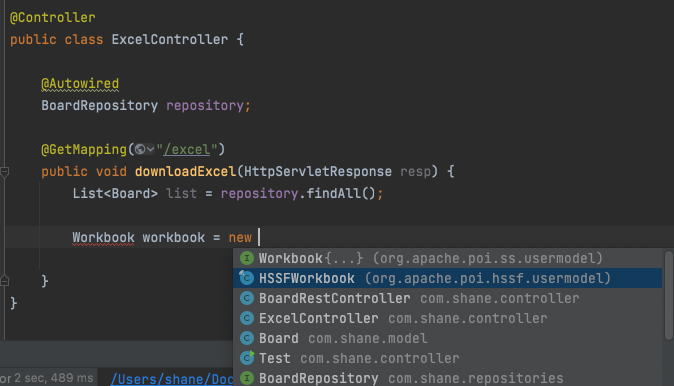 @Controller
public class ExcelController {
@Autowired
BoardRepository repository;
@GetMapping("/excel")
public void downloadExcel(HttpServletResponse resp) {
List<Board> list = repository.findAll();
Workbook workbook = new
I Workbook{...} (org.apache.poi.ss.usermodel)
C HSSFWorkbook (org.apache.poi.hssf.usermodel)
C BoardRestController com.shane.controller
C ExcelController com.shane.controller
C Board com.shane.model
C Test com.shane.controller
I BoardRepository com.shane.repositories
}
}
or 2 sec, 489 ms
/Users/shane/Doc